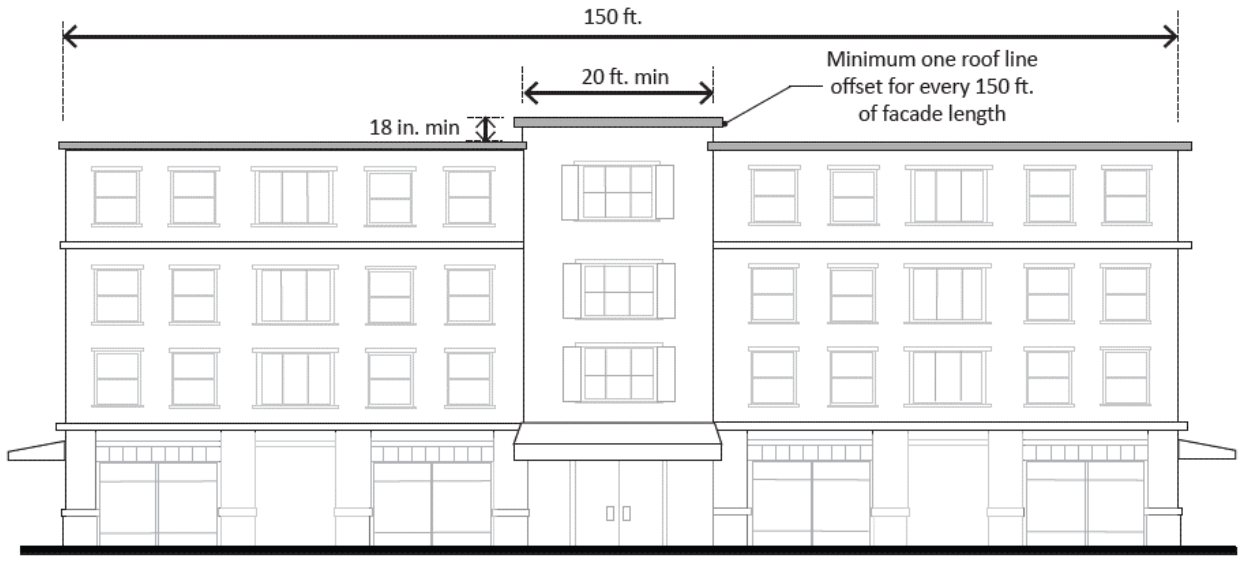 150 ft.
20 ft. min
Minimum one roof line
offset for every 150 ft.
of facade length
18 in. min